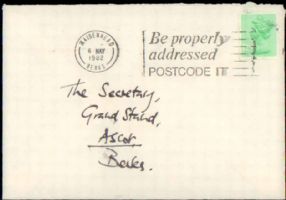 MAIDENHEAD
6 MAY
1982
BERKS
Be properly
addressed
POSTCODE IT
The Secretary,
Grand Stand,
Ascot,
Berks.